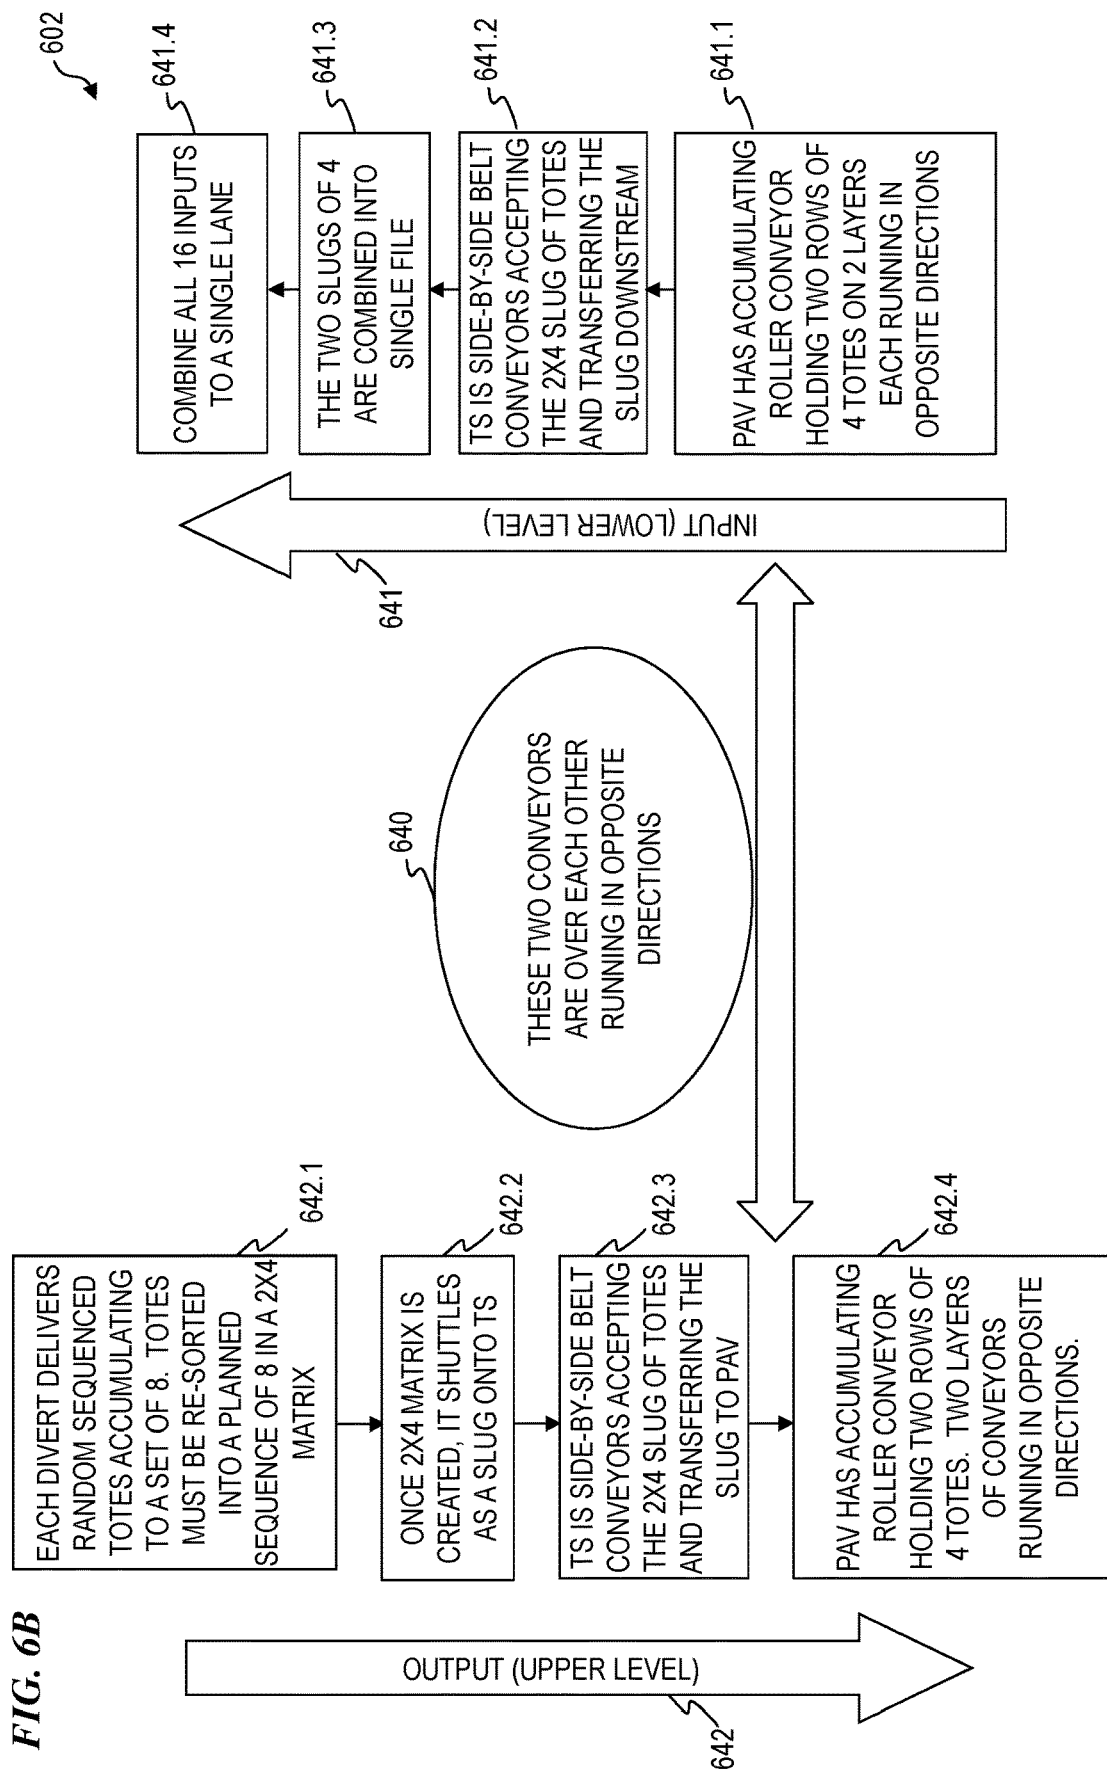 FIG. 6B
602
642
OUTPUT (UPPER LEVEL)
642.1
EACH DIVERT DELIVERS
RANDOM SEQUENCED
TOTES ACCUMULATING
TO A SET OF 8. TOTES
MUST BE RE-SORTED
INTO A PLANNED
SEQUENCE OF 8 IN A 2X4
MATRIX
642.2
ONCE 2X4 MATRIX IS
CREATED, IT SHUTTLES
AS A SLUG ONTO TS
642.3
TS IS SIDE-BY-SIDE BELT
CONVEYORS ACCEPTING
THE 2X4 SLUG OF TOTES
AND TRANSFERRING THE
SLUG TO PAV
642.4
PAV HAS ACCUMULATING
ROLLER CONVEYOR
HOLDING TWO ROWS OF
4 TOTES. TWO LAYERS
OF CONVEYORS
RUNNING IN OPPOSITE
DIRECTIONS.
640
THESE TWO CONVEYORS
ARE OVER EACH OTHER
RUNNING IN OPPOSITE
DIRECTIONS
641
INPUT (LOWER LEVEL)
641.4
COMBINE ALL 16 INPUTS
TO A SINGLE LANE
641.3
THE TWO SLUGS OF 4
ARE COMBINED INTO
SINGLE FILE
641.2
TS IS SIDE-BY-SIDE BELT
CONVEYORS ACCEPTING
THE 2X4 SLUG OF TOTES
AND TRANSFERRING THE
SLUG DOWNSTREAM
641.1
PAV HAS ACCUMULATING
ROLLER CONVEYOR
HOLDING TWO ROWS OF
4 TOTES ON 2 LAYERS
EACH RUNNING IN
OPPOSITE DIRECTIONS